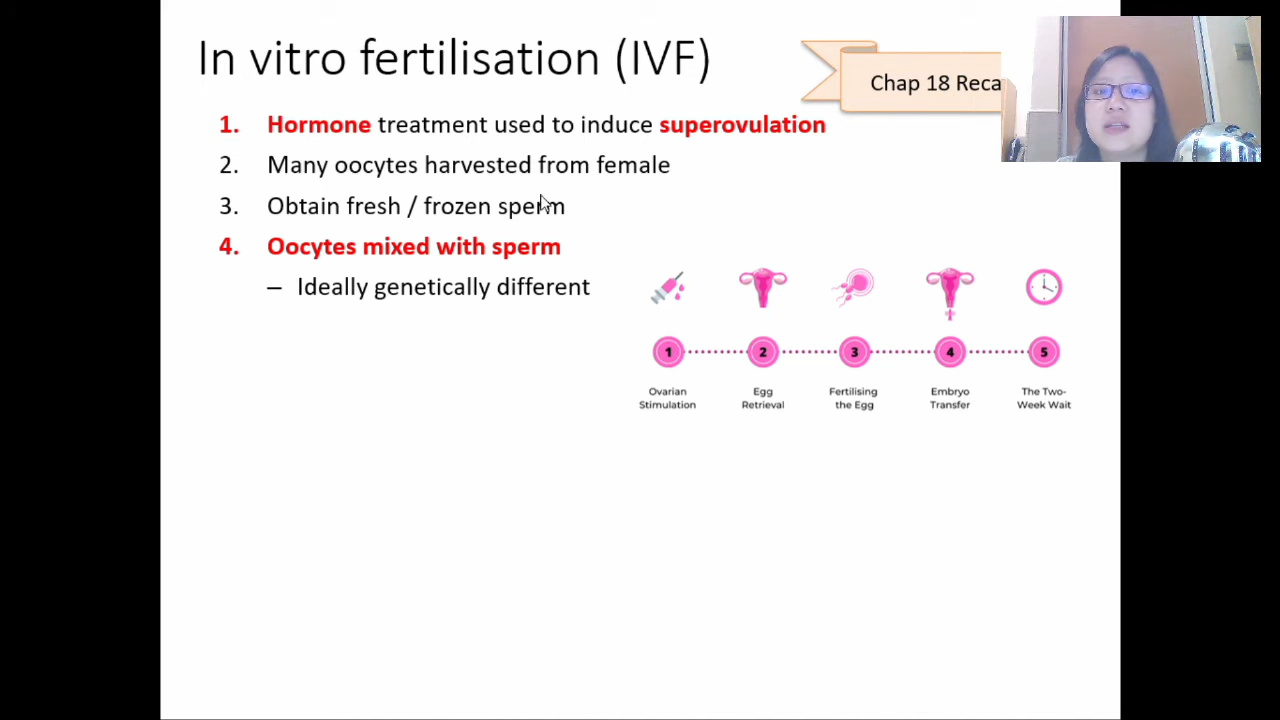 In vitro fertilisation (IVF)
Chap 18 Reca
1. Hormone treatment used to induce superovulation
2. Many oocytes harvested from female
3. Obtain fresh / frozen sperm
4. Oocytes mixed with sperm
– Ideally genetically different
1 2 3 4 5
Ovarian Stimulation
Egg Retrieval
Fertilising the Egg
Embryo Transfer
The Two-Week Wait